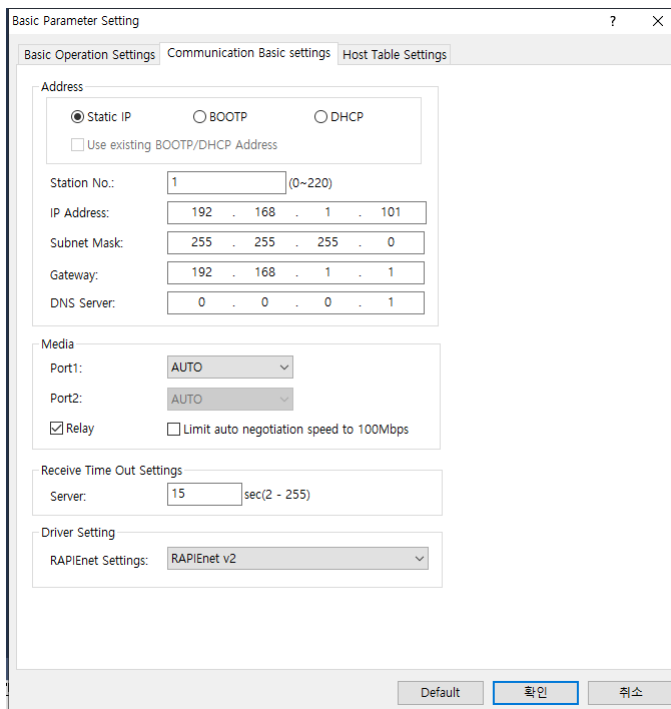 Basic Parameter Setting ? X
Basic Operation Settings Communication Basic settings Host Table Settings
Address
Static IP BOOTP DHCP
Use existing BOOTP/DHCP Address
Station No.: 1 (0~220)
IP Address: 192 . 168 . 1 . 101
Subnet Mask: 255 . 255 . 255 . 0
Gateway: 192 . 168 . 1 . 1
DNS Server: 0 . 0 . 0 . 1
Media
Port1: AUTO
Port2: AUTO
Relay Limit auto negotiation speed to 100Mbps
Receive Time Out Settings
Server: 15 sec(2 - 255)
Driver Setting
RAPIEnet Settings: RAPIEnet v2
Default 확인 취소